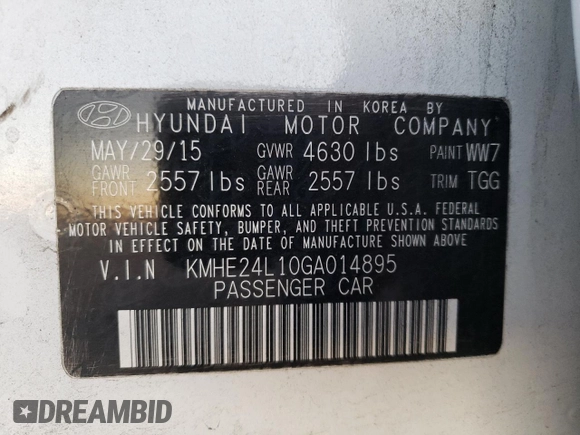 MANUFACTURED IN KOREA BY
HYUNDAI MOTOR COMPANY
MAY/29/15 GVWR 4630 lbs PAINT WW7
GAWR FRONT 2557 lbs GAWR REAR 2557 lbs TRIM TGG
THIS VEHICLE CONFORMS TO ALL APPLICABLE U.S.A. FEDERAL
MOTOR VEHICLE SAFETY, BUMPER, AND THEFT PREVENTION STANDARDS
IN EFFECT ON THE DATE OF MANUFACTURE SHOWN ABOVE.
V.I.N KMHE24L10GA014895
PASSENGER CAR
DREAMBID